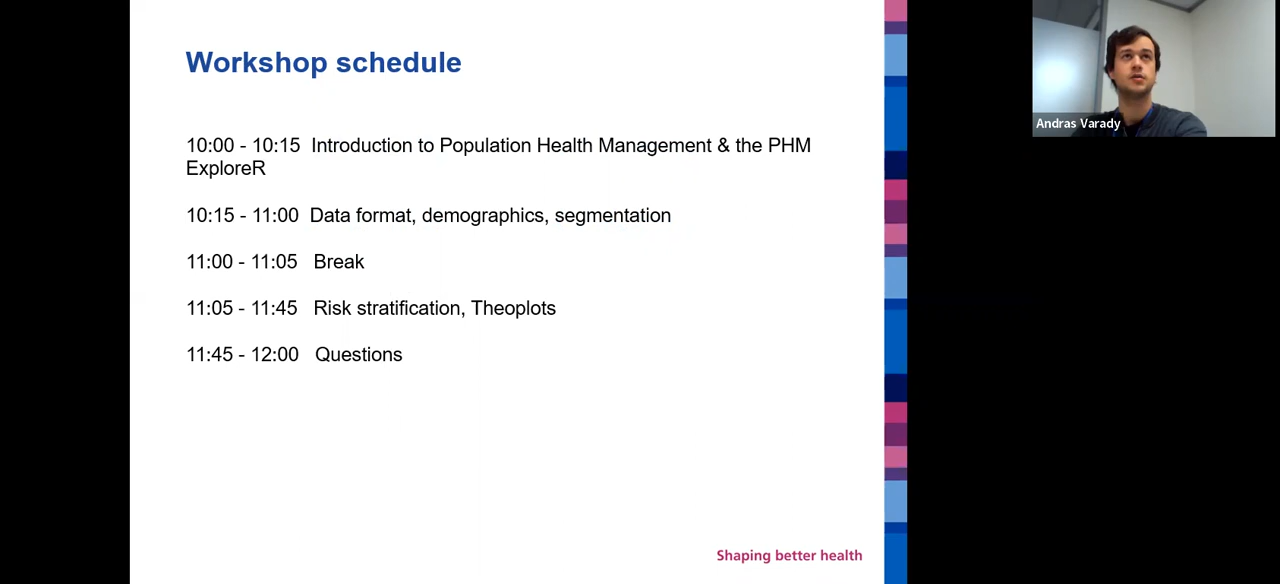 Workshop schedule
Andras Varady
10:00 - 10:15 Introduction to Population Health Management & the PHM
ExploreR
10:15 - 11:00 Data format, demographics, segmentation
11:00 - 11:05 Break
11:05 - 11:45 Risk stratification, Theoplots
11:45 - 12:00 Questions
Shaping better health